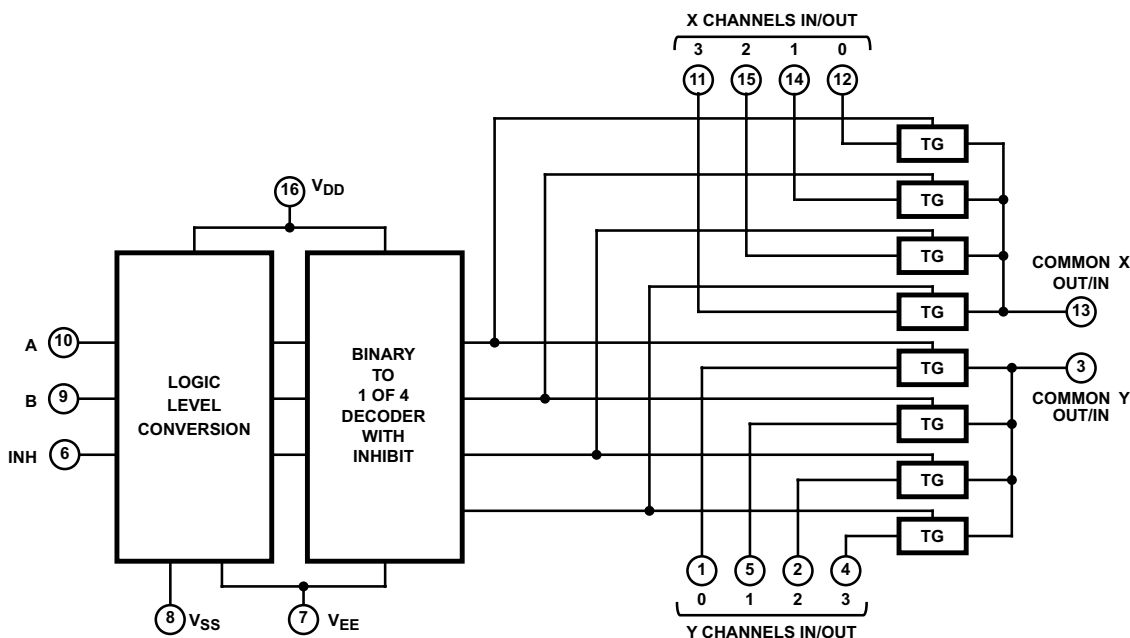 X CHANNELS IN/OUT
3 2 1 0
11 15 14 12
TG
TG
TG
TG
COMMON X
OUT/IN
13
16 VDD
A 10
B 9
INH 6
LOGIC
LEVEL
CONVERSION
BINARY
TO
1 OF 4
DECODER
WITH
INHIBIT
8 VSS
7 VEE
TG
TG
TG
TG
3
COMMON Y
OUT/IN
1 5 2 4
0 1 2 3
Y CHANNELS IN/OUT